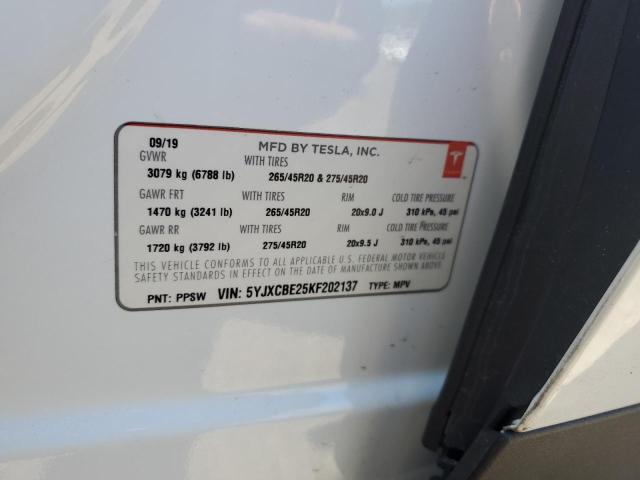 09/19 MFD BY TESLA, INC.
GVWR WITH TIRES
3079 kg (6788 lb) 265/45R20 & 275/45R20
GAWR FRT WITH TIRES RIM COLD TIRE PRESSURE
1470 kg (3241 lb) 265/45R20 20x9.0 J 310 kPa, 45 psi
GAWR RR WITH TIRES RIM COLD TIRE PRESSURE
1720 kg (3792 lb) 275/45R20 20x9.5 J 310 kPa, 45 psi
THIS VEHICLE CONFORMS TO ALL APPLICABLE U.S. FEDERAL MOTOR VEHICLE
SAFETY STANDARDS IN EFFECT ON THE DATE OF MANUFACTURE SHOWN ABOVE.
PNT: PPSW VIN: 5YJXCBE25KF202137 TYPE: MPV